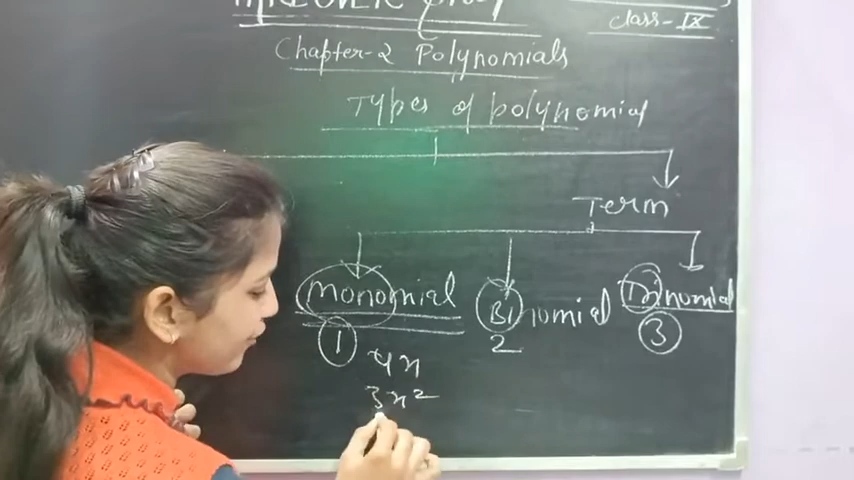 Class-IX
Chapter-2 Polynomials
Types of polynomial
Term
Monomial Binomial Trinomial
1 2 3
4x
3x²